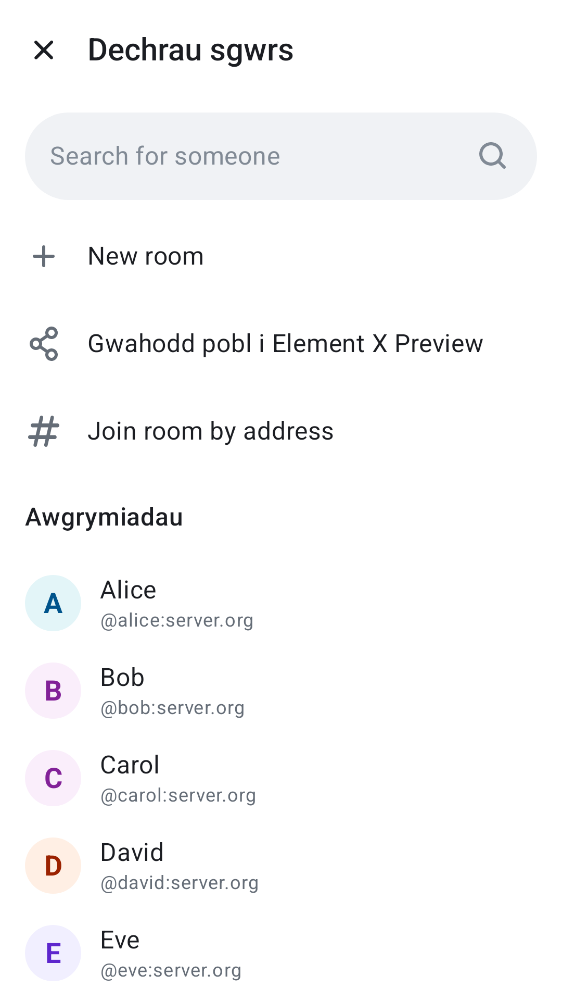 Dechrau sgwrs
Search for someone
New room
Gwahodd pobl i Element X Preview
Join room by address
Awgrymiadau
A
Alice
@alice:server.org
B
Bob
@bob:server.org
C
Carol
@carol:server.org
D
David
@david:server.org
E
Eve
@eve:server.org